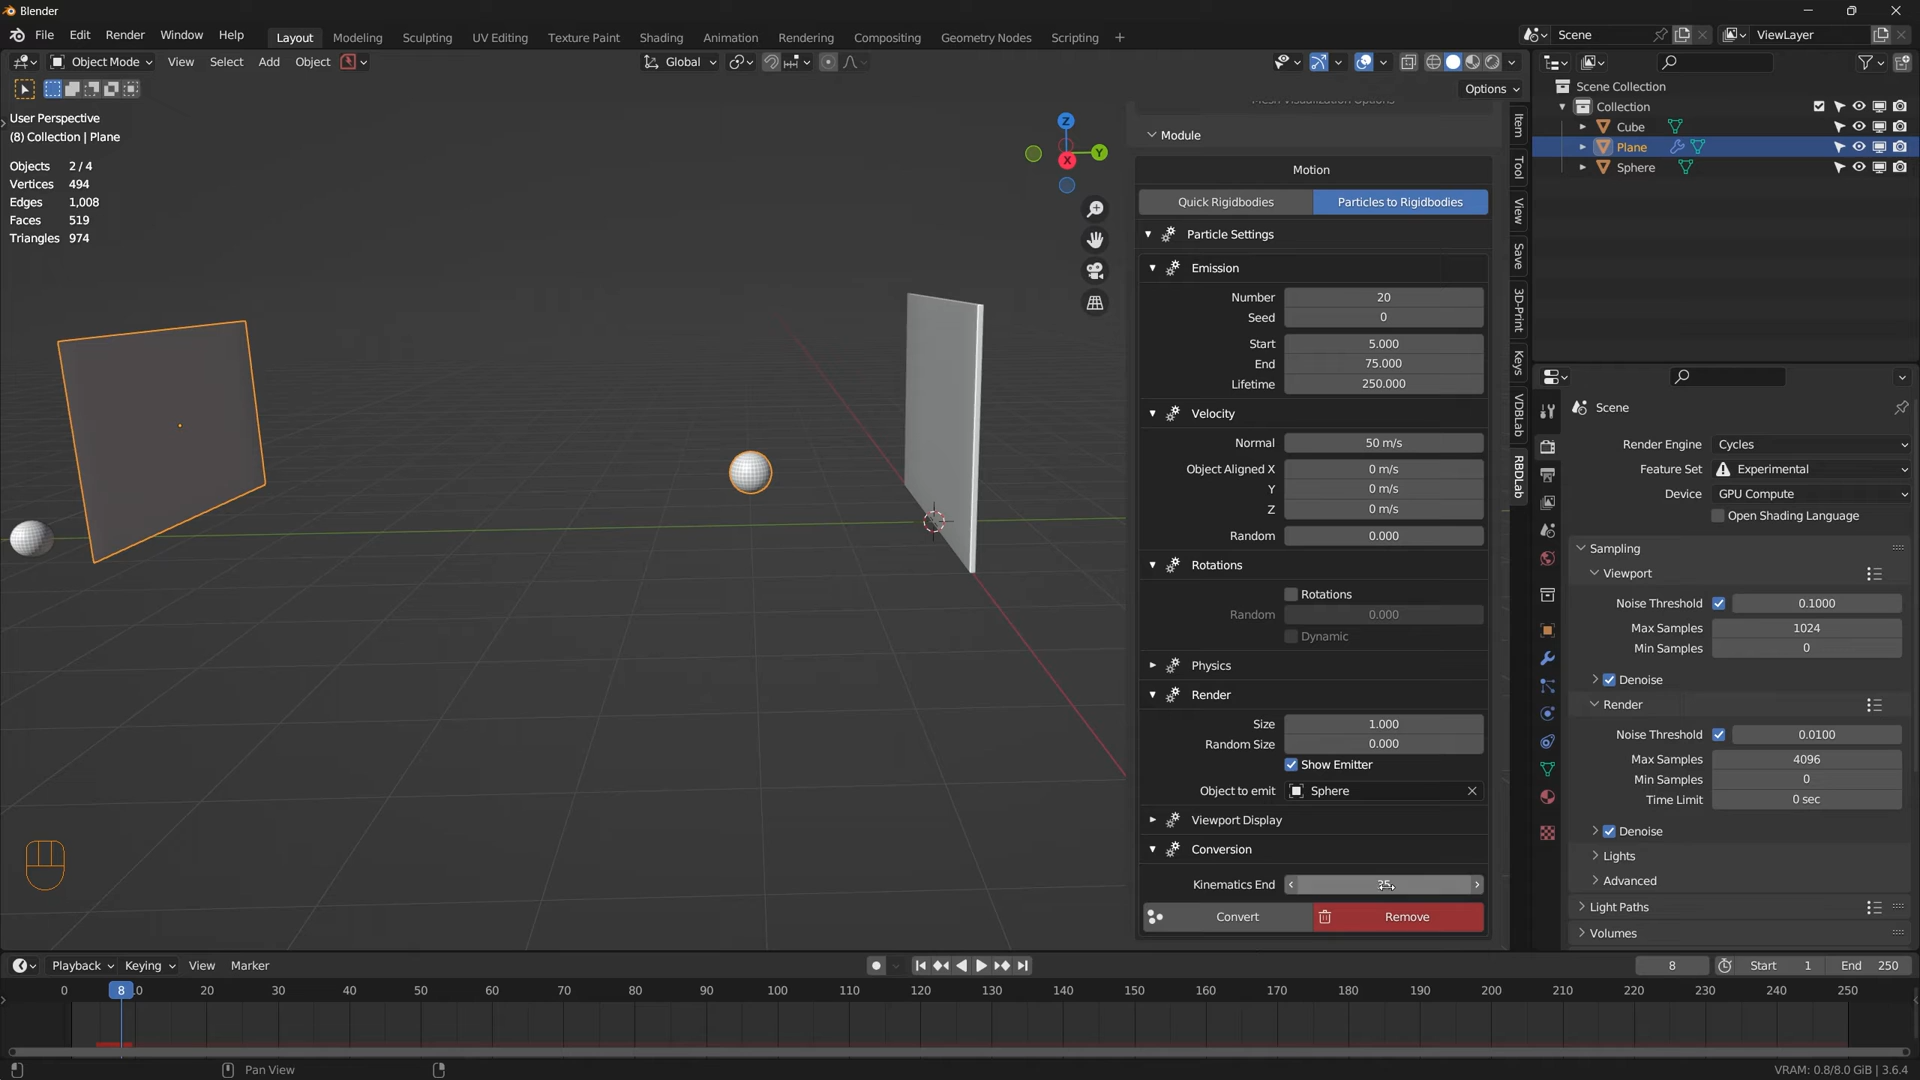 Blender
File Edit Render Window Help Layout Modeling Sculpting UV Editing Texture Paint Shading Animation Rendering Compositing Geometry Nodes Scripting + Scene ViewLayer
Object Mode View Select Add Object Global
Options
User Perspective
(8) Collection | Plane
Objects 2 / 4
Vertices 494
Edges 1,008
Faces 519
Triangles 974
Z
Y
X
Mesh Visualization Options
Module
Motion
Quick Rigidbodies Particles to Rigidbodies
Particle Settings
Emission
Number 20
Seed 0
Start 5.000
End 75.000
Lifetime 250.000
Velocity
Normal 50 m/s
Object Aligned X 0 m/s
Y 0 m/s
Z 0 m/s
Random 0.000
Rotations
Rotations
Random 0.000
Dynamic
Physics
Render
Size 1.000
Random Size 0.000
Show Emitter
Object to emit Sphere
Viewport Display
Conversion
Kinematics End
Convert Remove
Item
Tool
View
Save
3D-Print
Keys
VDBLab
RBDLab
Scene Collection
Collection
Cube
Plane
Sphere
Scene
Render Engine Cycles
Feature Set Experimental
Device GPU Compute
Open Shading Language
Sampling
Viewport
Noise Threshold 0.1000
Max Samples 1024
Min Samples 0
Denoise
Render
Noise Threshold 0.0100
Max Samples 4096
Min Samples 0
Time Limit 0 sec
Denoise
Lights
Advanced
Light Paths
Volumes
Playback Keying View Marker 8 Start 1 End 250
0 8 20 30 40 50 60 70 80 90 100 110 120 130 140 150 160 170 180 190 200 210 220 230 240 250
Pan View VRAM: 0.8/8.0 GiB | 3.6.4